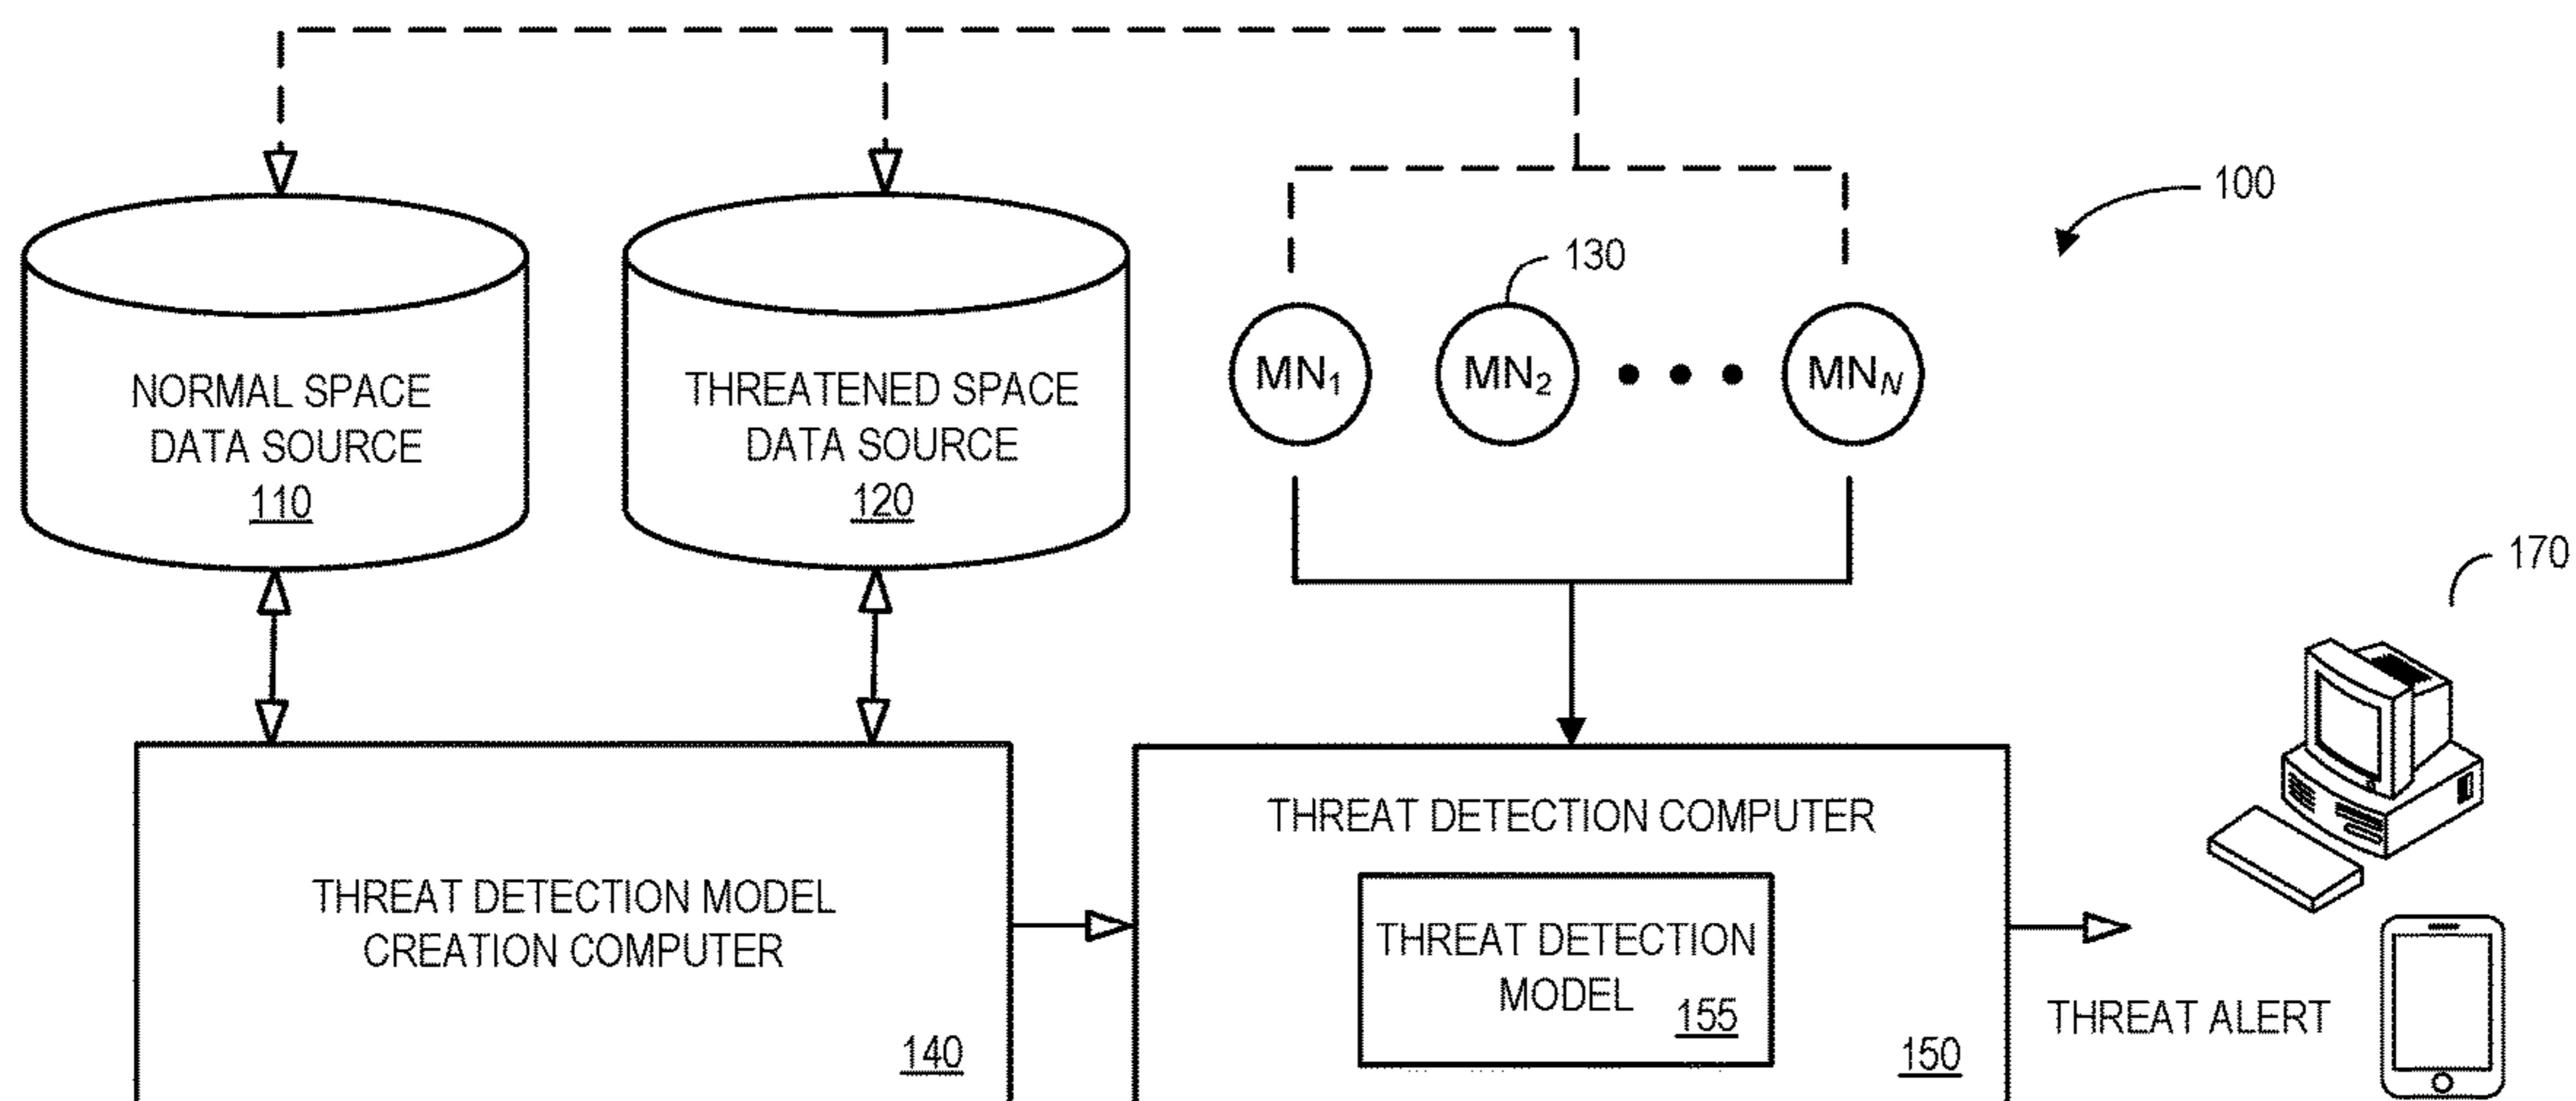 100
130
NORMAL SPACE
DATA SOURCE
110
THREATENED SPACE
DATA SOURCE
120
MN₁
MN₂
MN_N
170
THREAT DETECTION MODEL
CREATION COMPUTER
140
THREAT DETECTION COMPUTER
THREAT DETECTION
MODEL
155
150
THREAT ALERT